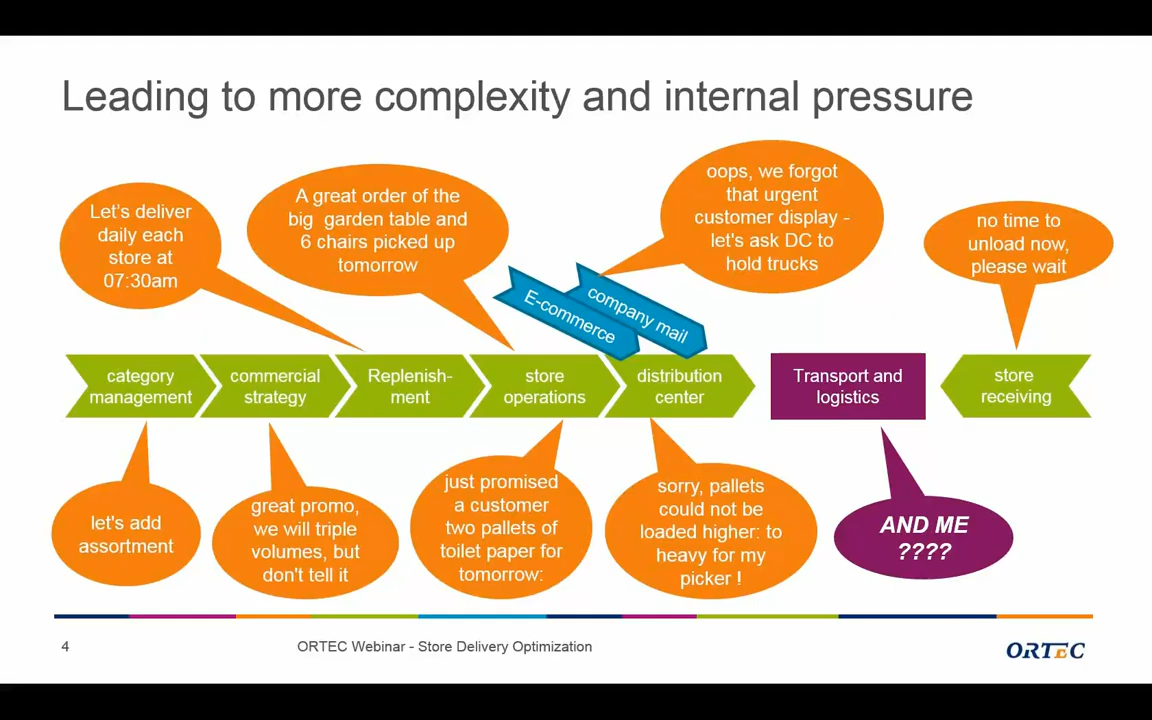 Leading to more complexity and internal pressure
Let's deliver
daily each
store at
07:30am
A great order of the
big garden table and
6 chairs picked up
tomorrow
oops, we forgot
that urgent
customer display -
let's ask DC to
hold trucks
no time to
unload now,
please wait
E-commerce
company mail
category
management
commercial
strategy
Replenish-
ment
store
operations
distribution
center
Transport and
logistics
store
receiving
let's add
assortment
great promo,
we will triple
volumes, but
don't tell it
just promised
a customer
two pallets of
toilet paper for
tomorrow:
sorry, pallets
could not be
loaded higher: to
heavy for my
picker !
AND ME
????
4
ORTEC Webinar - Store Delivery Optimization
ORTEC